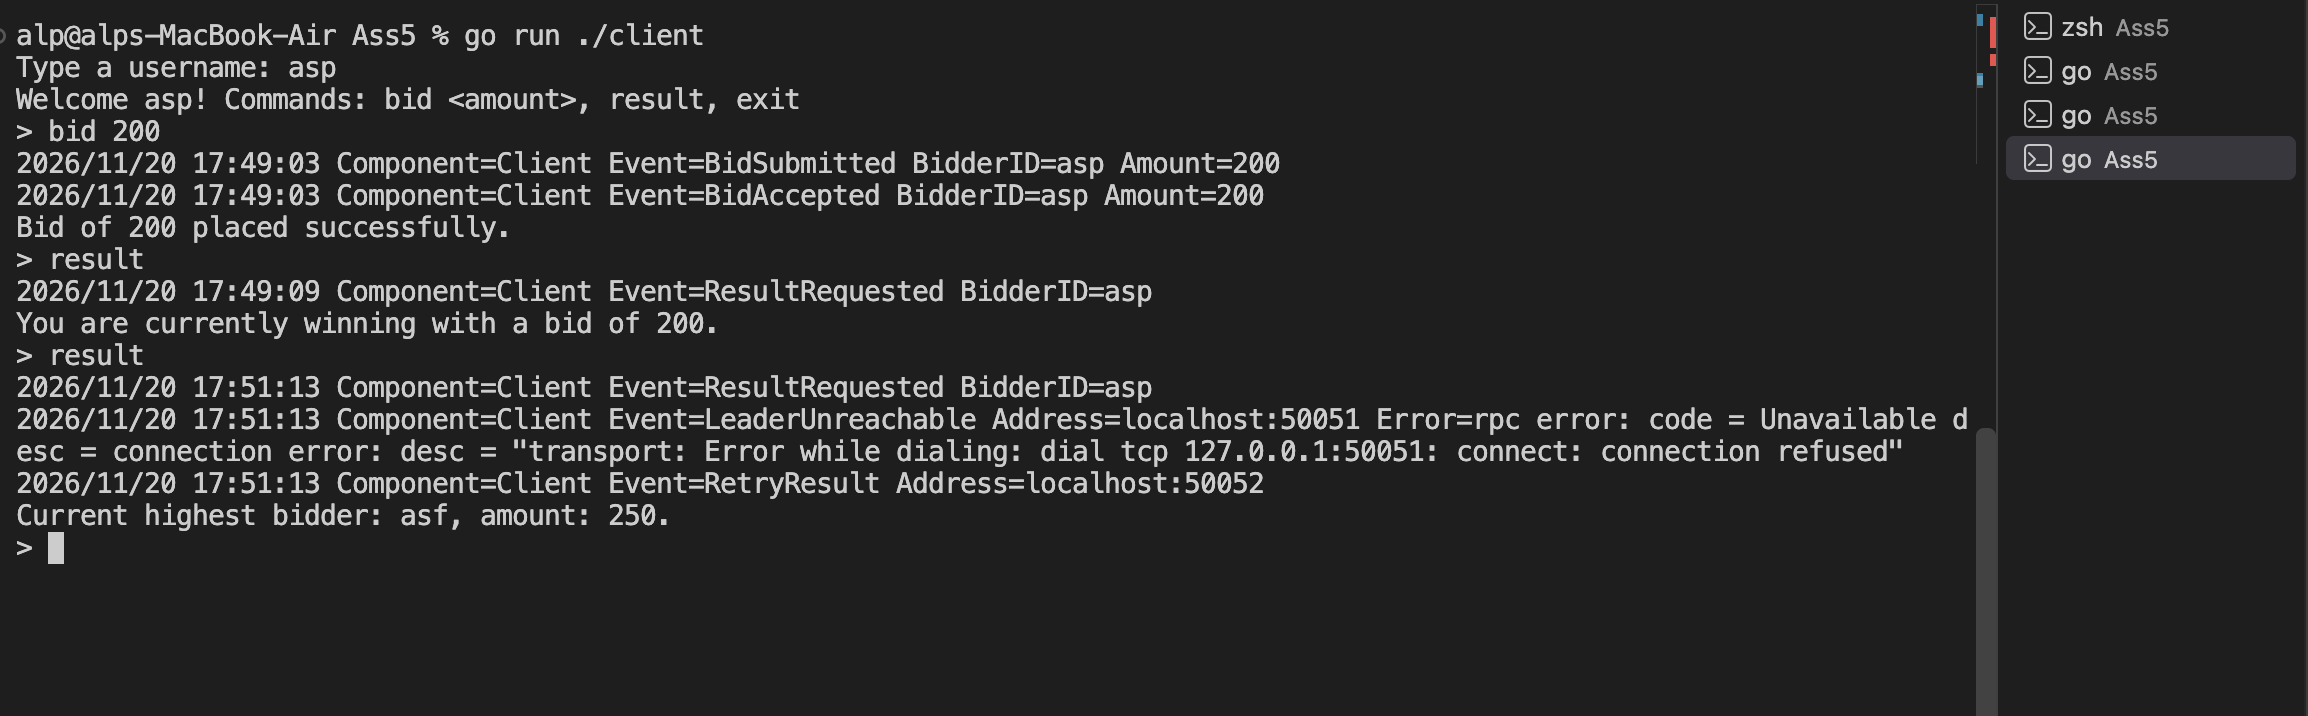 alp@alps-MacBook-Air Ass5 % go run ./client
Type a username: asp
Welcome asp! Commands: bid <amount>, result, exit
> bid 200
2026/11/20 17:49:03 Component=Client Event=BidSubmitted BidderID=asp Amount=200
2026/11/20 17:49:03 Component=Client Event=BidAccepted BidderID=asp Amount=200
Bid of 200 placed successfully.
> result
2026/11/20 17:49:09 Component=Client Event=ResultRequested BidderID=asp
You are currently winning with a bid of 200.
> result
2026/11/20 17:51:13 Component=Client Event=ResultRequested BidderID=asp
2026/11/20 17:51:13 Component=Client Event=LeaderUnreachable Address=localhost:50051 Error=rpc error: code = Unavailable d
esc = connection error: desc = "transport: Error while dialing: dial tcp 127.0.0.1:50051: connect: connection refused"
2026/11/20 17:51:13 Component=Client Event=RetryResult Address=localhost:50052
Current highest bidder: asf, amount: 250.
>
zsh Ass5
go Ass5
go Ass5
go Ass5